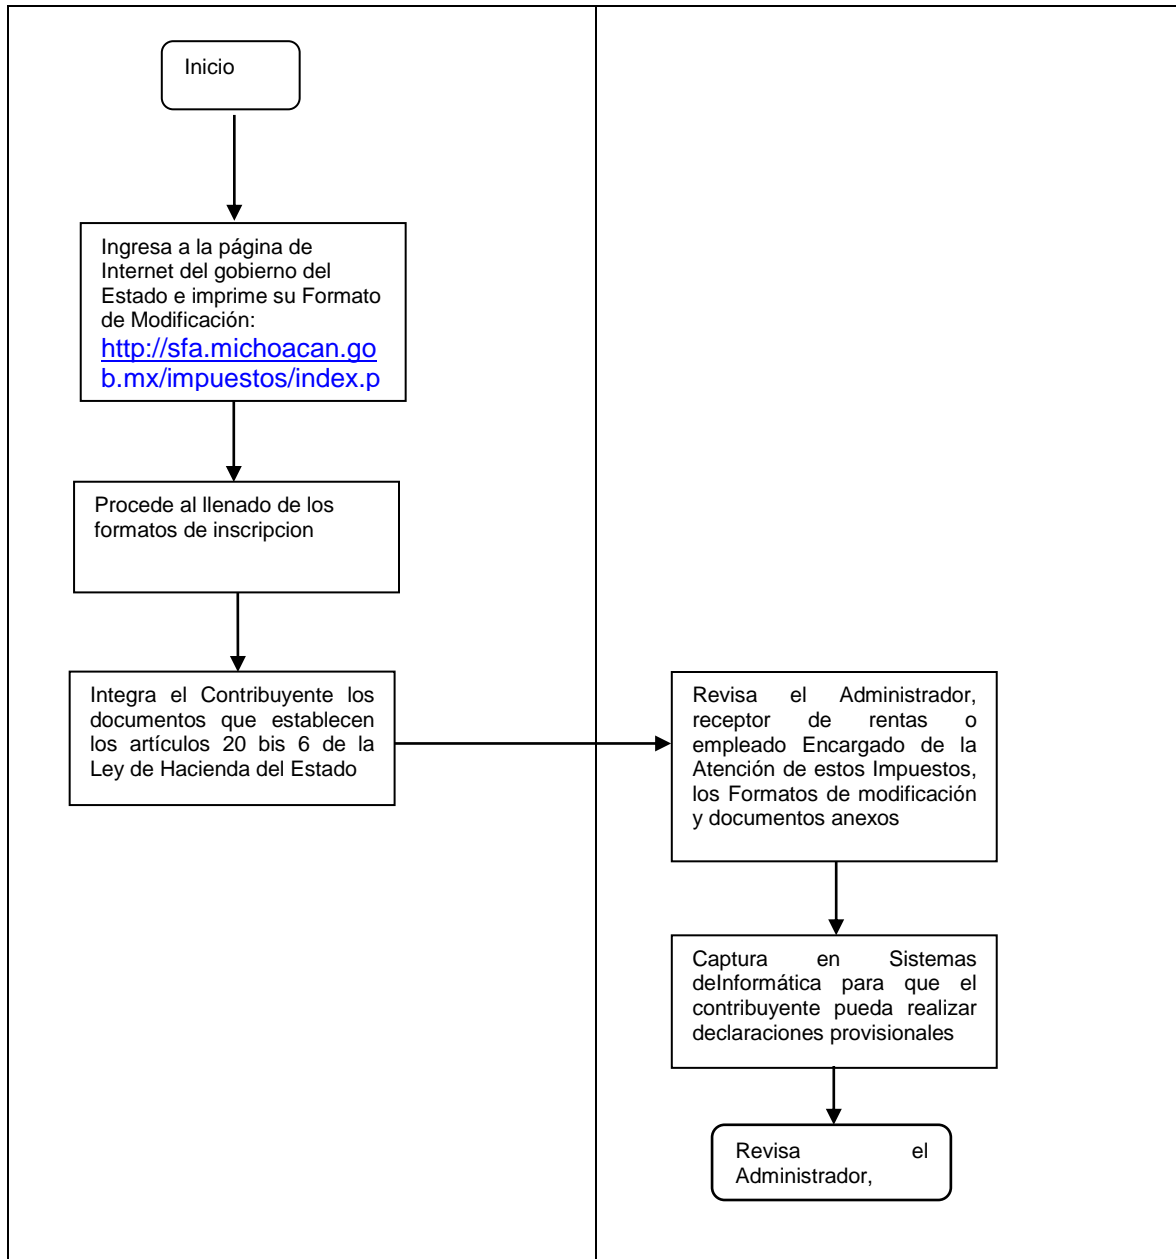 Inicio
Ingresa a la página de
Internet del gobierno del
Estado e imprime su Formato
de Modificación:
http://sfa.michoacan.go
b.mx/impuestos/index.p
Procede al llenado de los
formatos de inscripcion
Integra el Contribuyente los
documentos que establecen
los artículos 20 bis 6 de la
Ley de Hacienda del Estado
Revisa el Administrador,
receptor de rentas o
empleado Encargado de la
Atención de estos Impuestos,
los Formatos de modificación
y documentos anexos
Captura en Sistemas
deInformática para que el
contribuyente pueda realizar
declaraciones provisionales
Revisa el
Administrador,